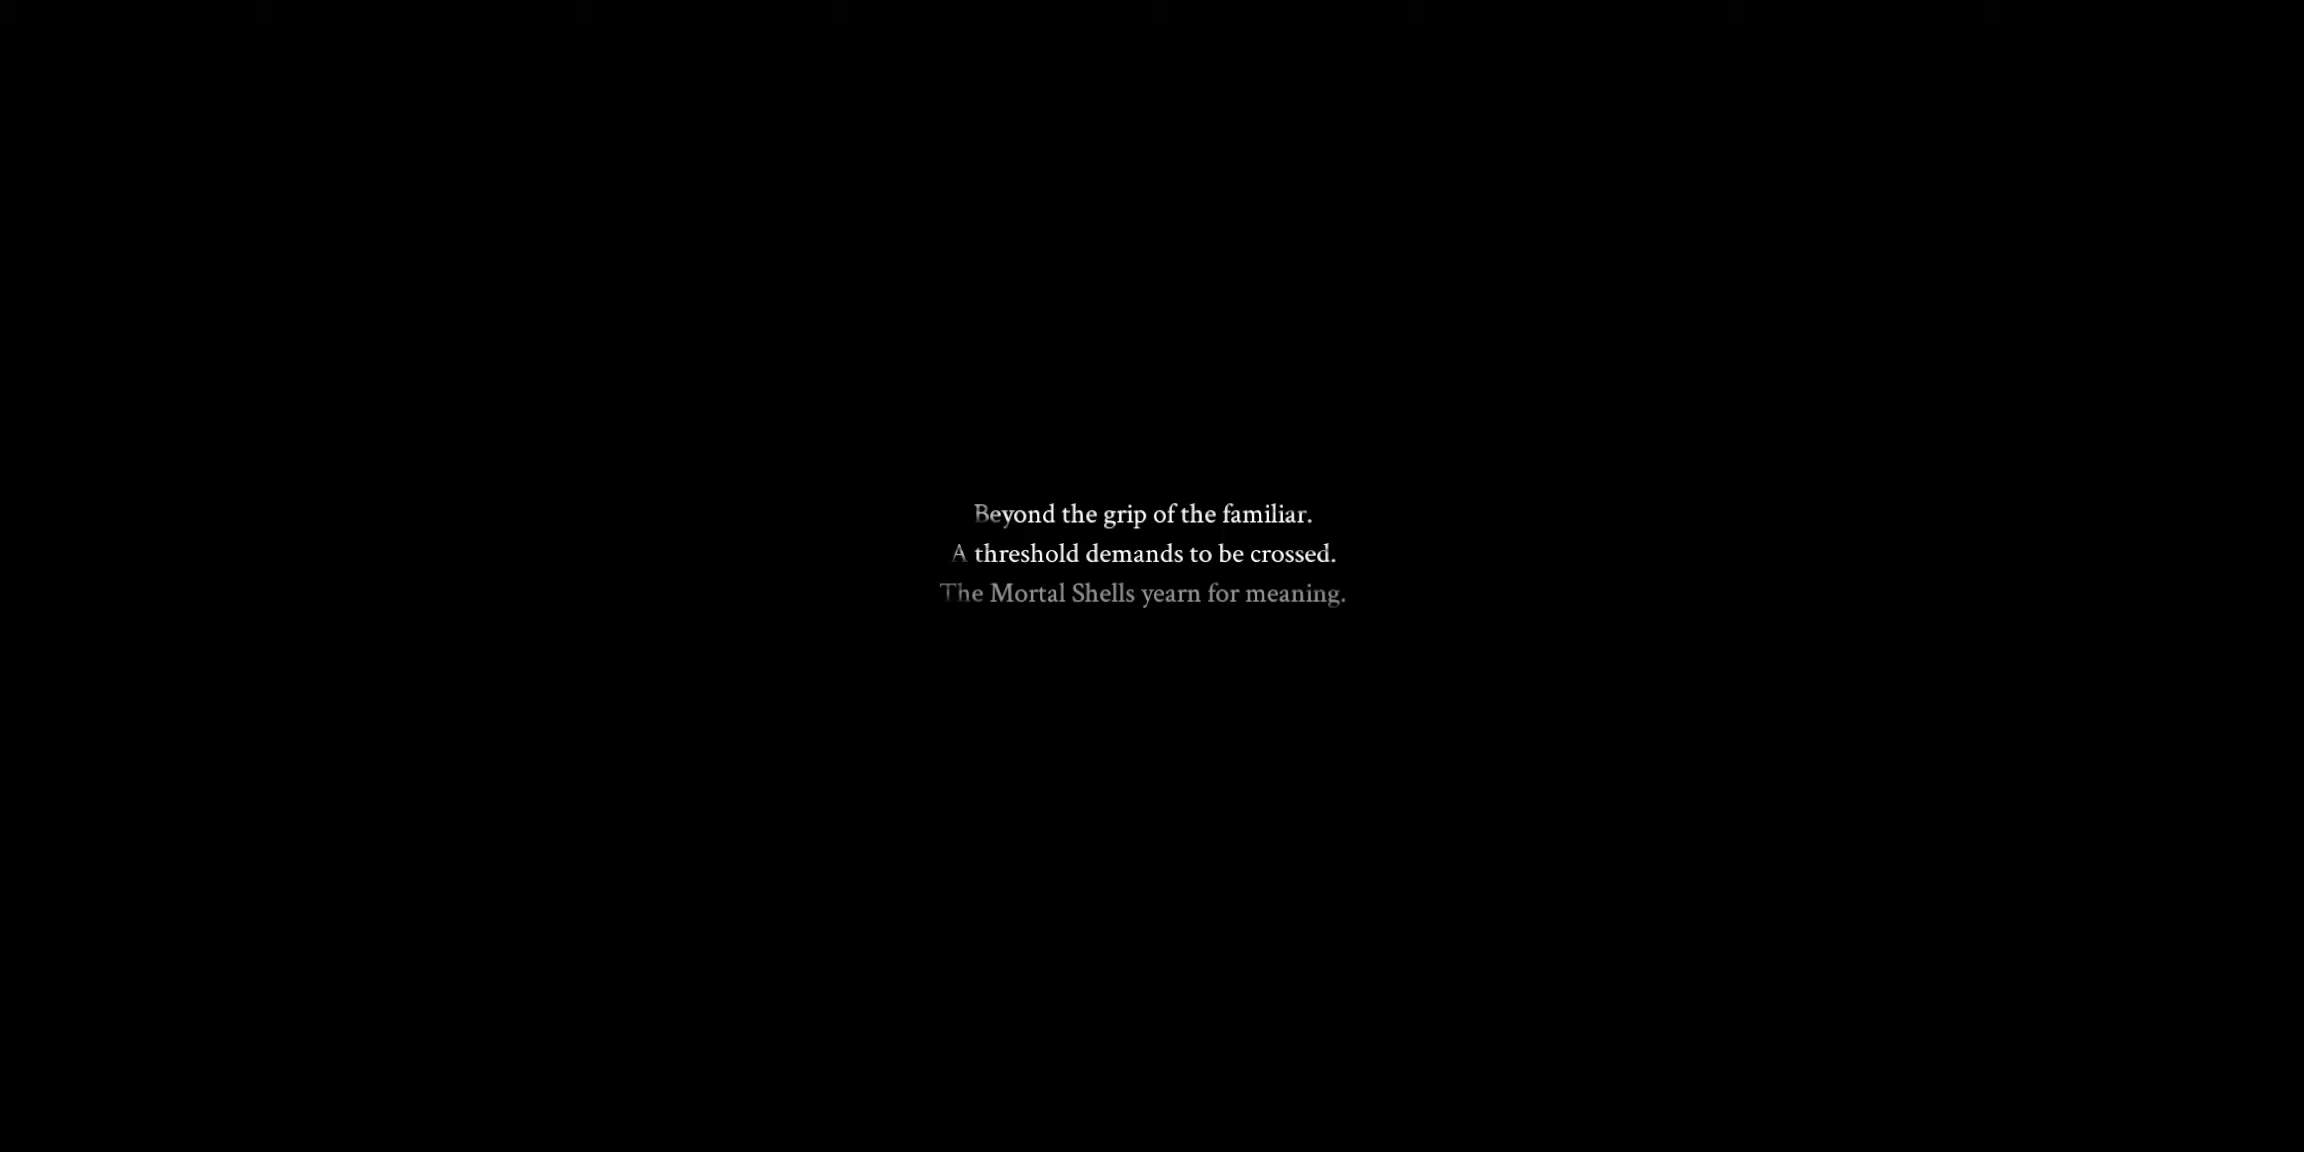 Beyond the grip of the familiar.
A threshold demands to be crossed.
The Mortal Shells yearn for meaning.